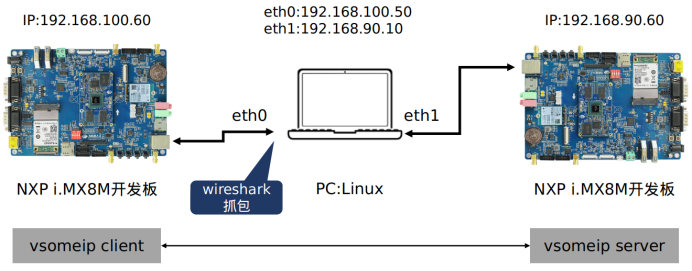 IP:192.168.100.60
eth0:192.168.100.50
eth1:192.168.90.10
IP:192.168.90.60
eth0
eth1
wireshark
抓包
NXP i.MX8M开发板
PC:Linux
NXP i.MX8M开发板
vsomeip client
vsomeip server